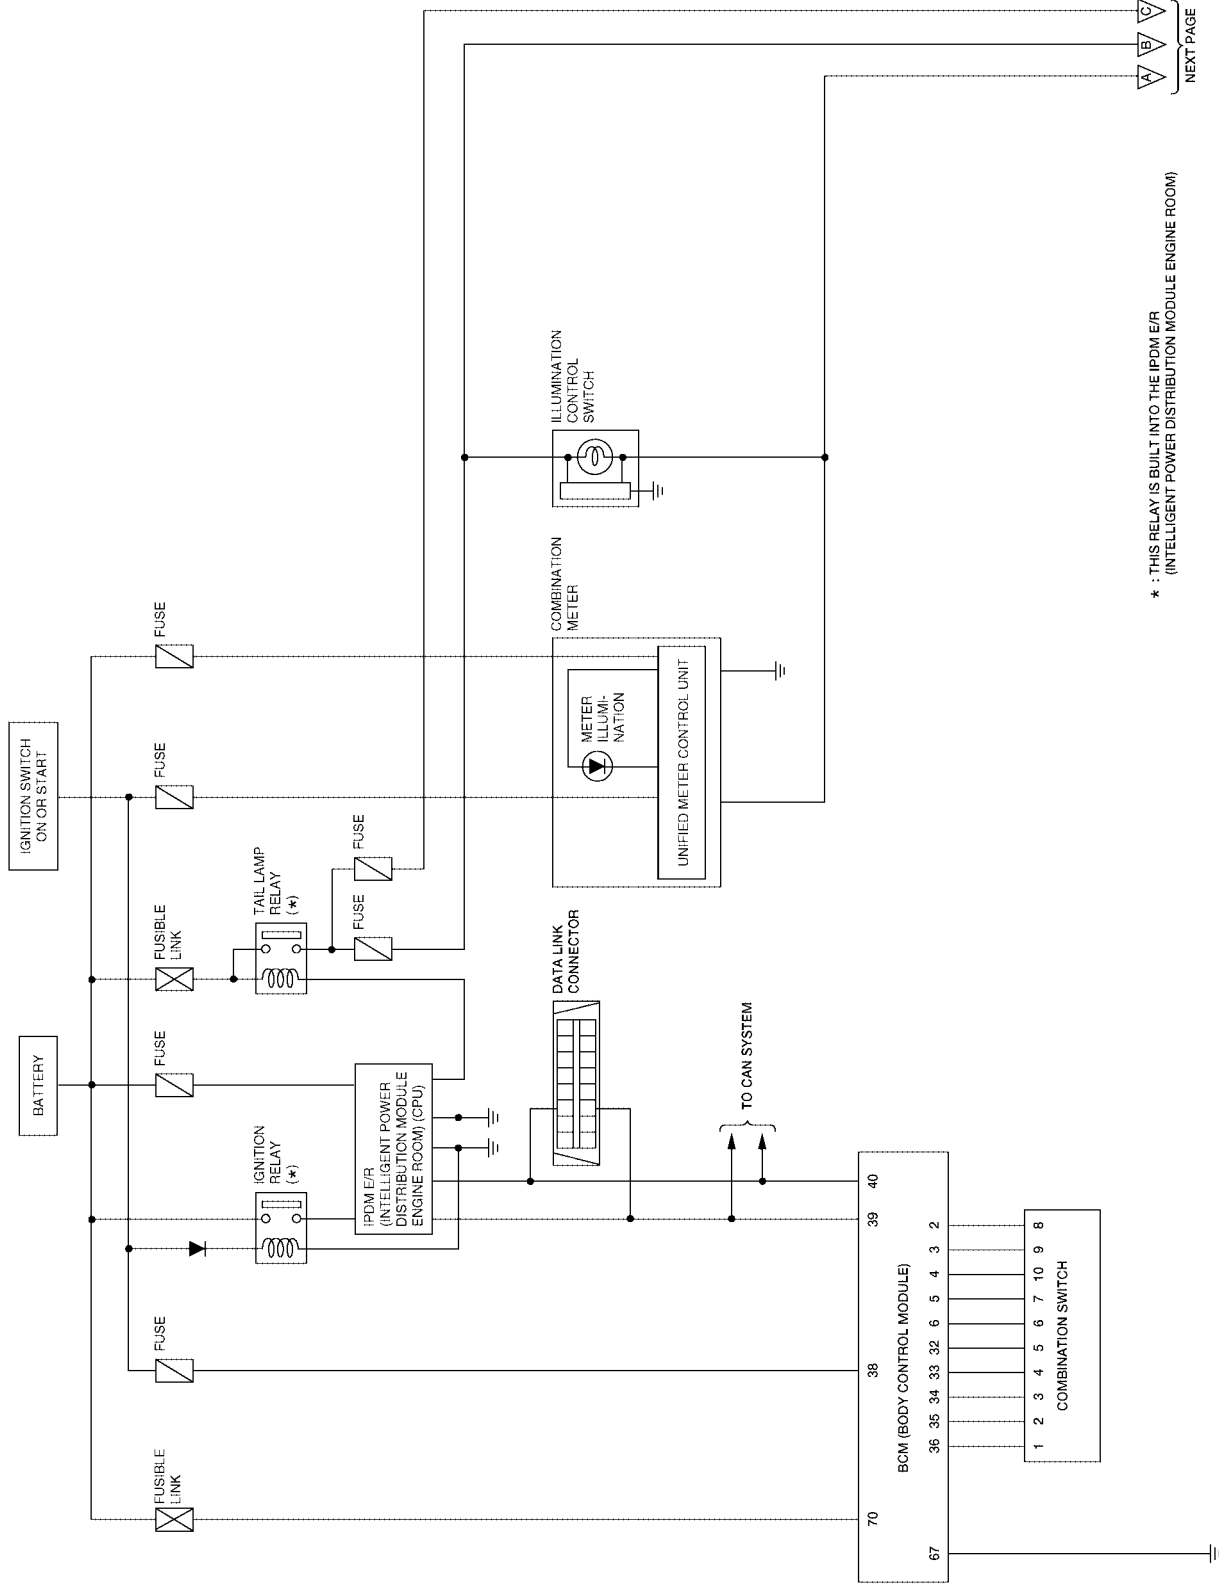 BATTERY
IGNITION SWITCH
ON OR START
FUSIBLE
LINK
FUSE
FUSE
FUSIBLE
LINK
FUSE
FUSE
IGNITION
RELAY
(*)
TAIL LAMP
RELAY
(*)
FUSE
FUSE
IPDM E/R
(INTELLIGENT POWER
DISTRIBUTION MODULE
ENGINE ROOM) (CPU)
DATA LINK
CONNECTOR
COMBINATION
METER
METER
ILLUMI-
NATION
UNIFIED METER CONTROL UNIT
ILLUMINATION
CONTROL
SWITCH
TO CAN SYSTEM
70 38 39 40
BCM (BODY CONTROL MODULE)
67 36 35 34 33 32 6 5 4 3 2
1 2 3 4 5 6 7 10 9 8
COMBINATION SWITCH
A B C
NEXT PAGE
* : THIS RELAY IS BUILT INTO THE IPDM E/R
(INTELLIGENT POWER DISTRIBUTION MODULE ENGINE ROOM)